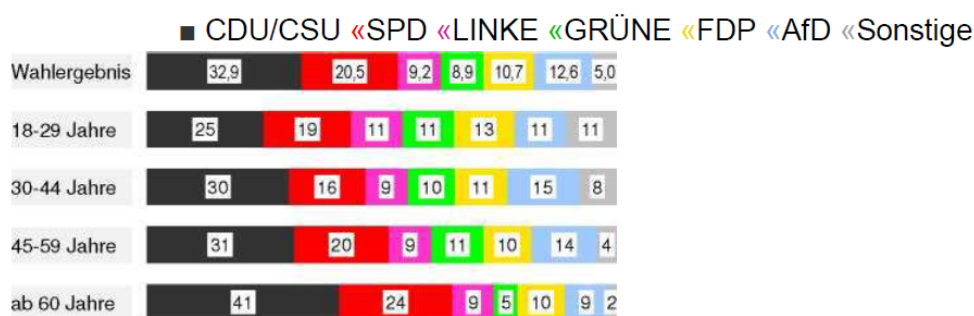 ■ CDU/CSU «SPD «LINKE «GRÜNE «FDP «AfD «Sonstige
Wahlergebnis 32,9 20,5 9,2 8,9 10,7 12,6 5,0
18-29 Jahre 25 19 11 11 13 11 11
30-44 Jahre 30 16 9 10 11 15 8
45-59 Jahre 31 20 9 11 10 14 4
ab 60 Jahre 41 24 9 5 10 9 2